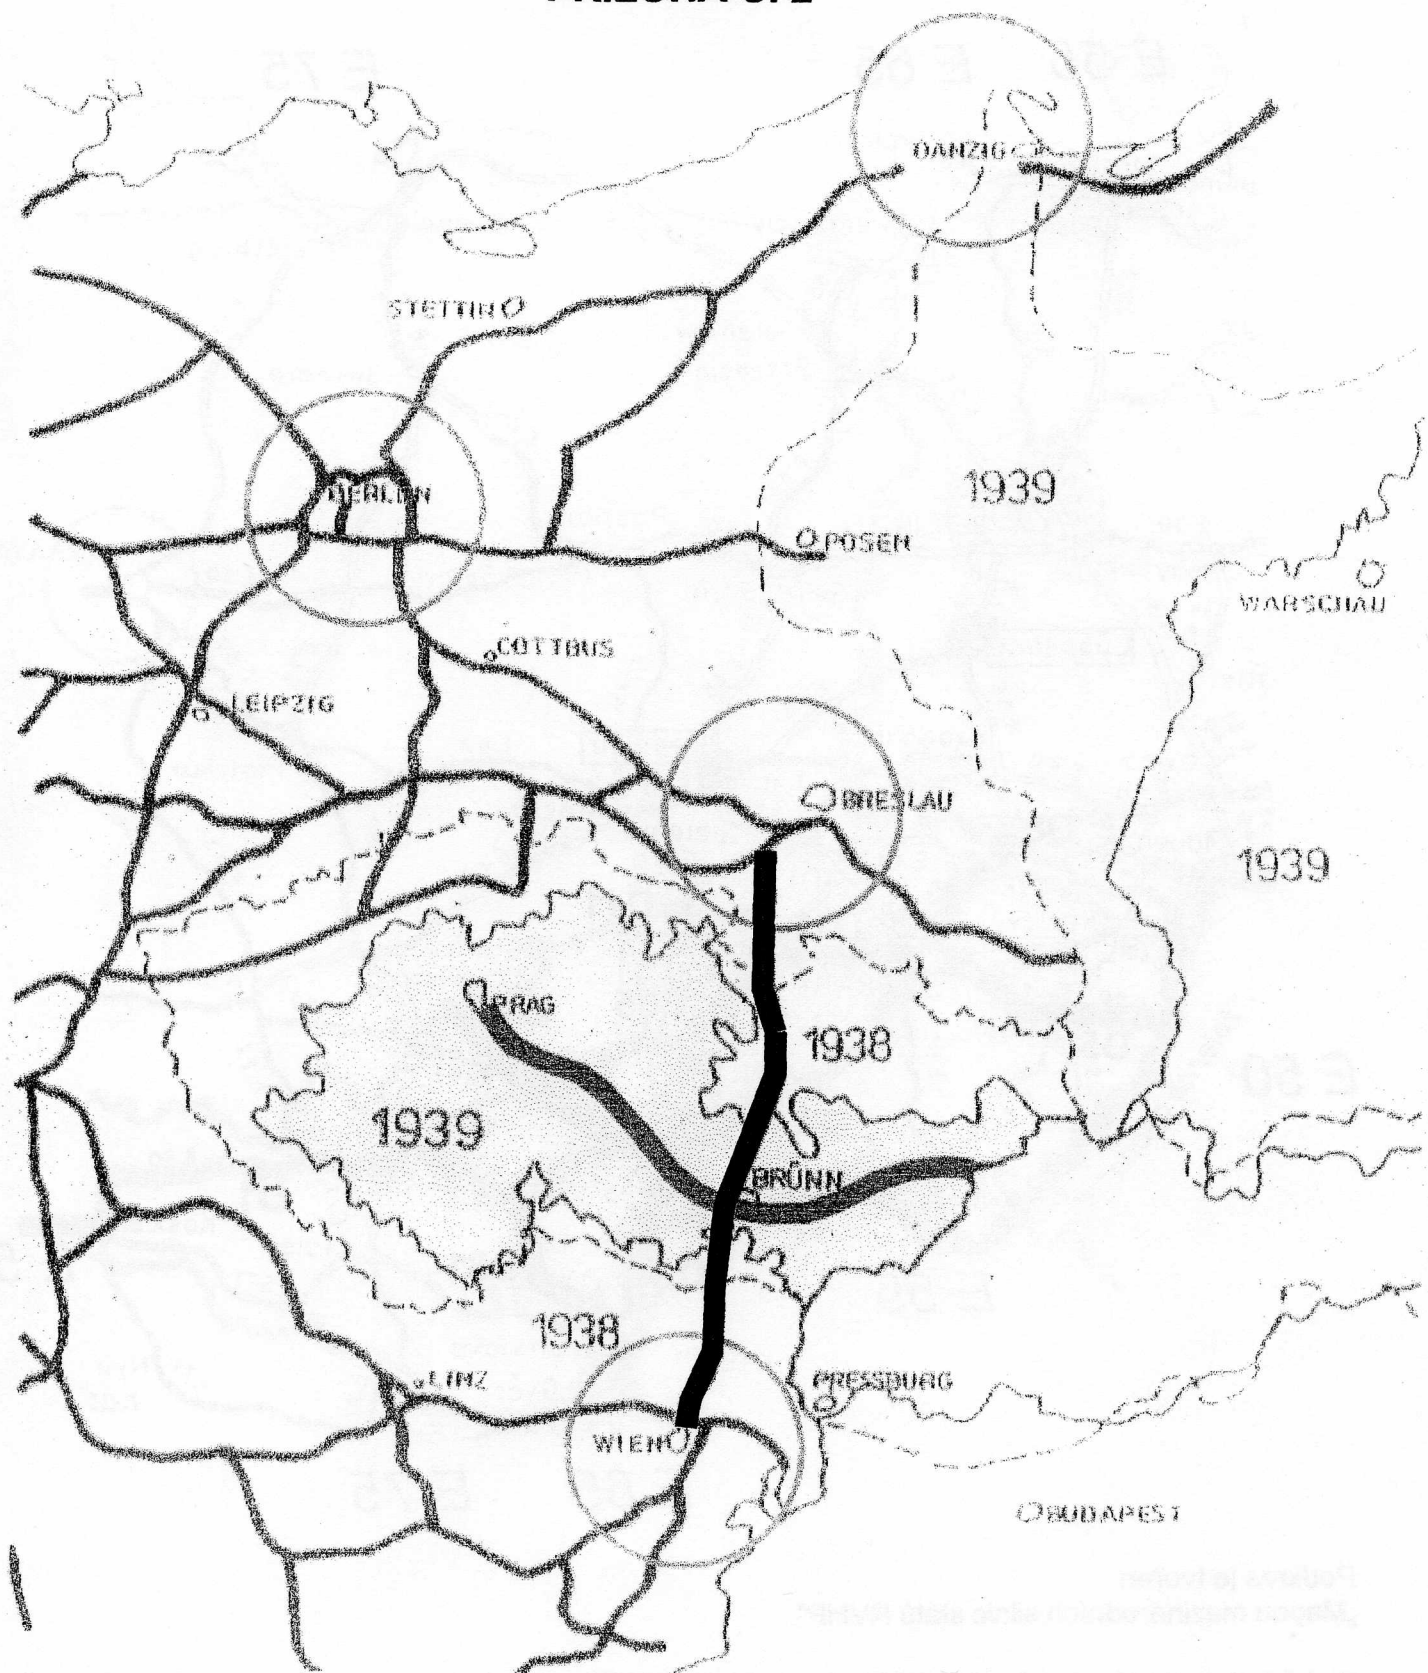 DANZIG
STETTIN
BERLIN
1939
POSEN
WARSCHAU
COTTBUS
LEIPZIG
BRESLAU
1939
PRAG
1938
1939
BRÜNN
1938
LINZ
PRESSBURG
WIEN
BUDAPEST